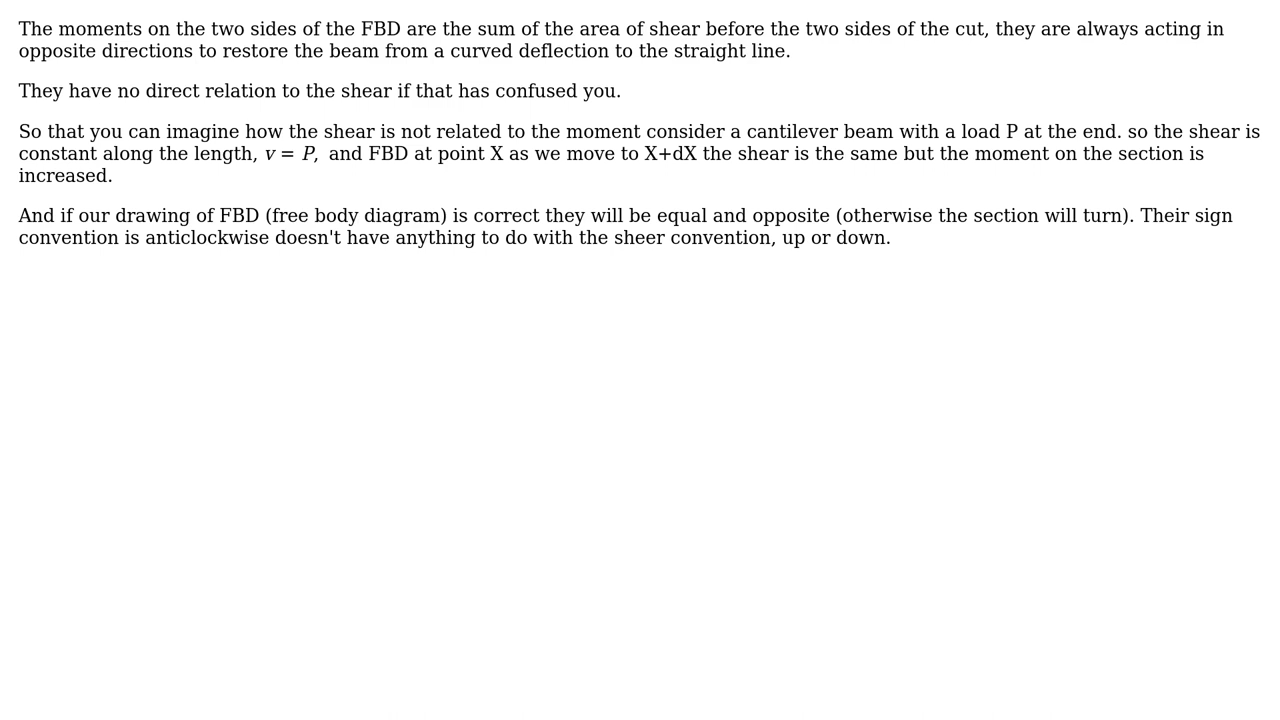 The moments on the two sides of the FBD are the sum of the area of shear before the two sides of the cut, they are always acting in
opposite directions to restore the beam from a curved deflection to the straight line.
They have no direct relation to the shear if that has confused you.
So that you can imagine how the shear is not related to the moment consider a cantilever beam with a load P at the end. so the shear is
constant along the length, v = P, and FBD at point X as we move to X+dX the shear is the same but the moment on the section is
increased.
And if our drawing of FBD (free body diagram) is correct they will be equal and opposite (otherwise the section will turn). Their sign
convention is anticlockwise doesn't have anything to do with the sheer convention, up or down.